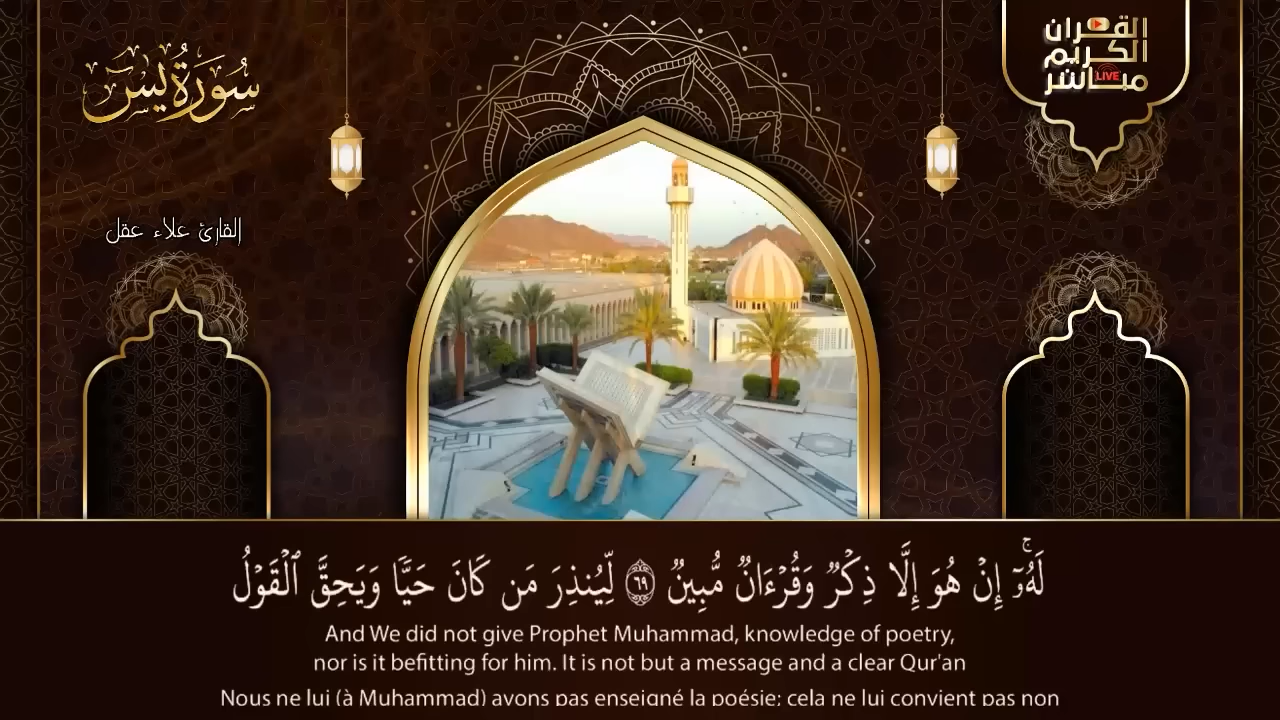 سُورَةُ يسٓ
القرآن
الكريم
مباشر
LIVE
القارئ علاء عقل
لَهُۥٓۚ إِنۡ هُوَ إِلَّا ذِكۡرٌ وَقُرۡءَانٌ مُّبِينٌ ٦٩ لِّيُنذِرَ مَن كَانَ حَيًّا وَيَحِقَّ ٱلۡقَوۡلُ
And We did not give Prophet Muhammad, knowledge of poetry,
nor is it befitting for him. It is not but a message and a clear Qur'an
Nous ne lui (à Muhammad) avons pas enseigné la poésie; cela ne lui convient pas non